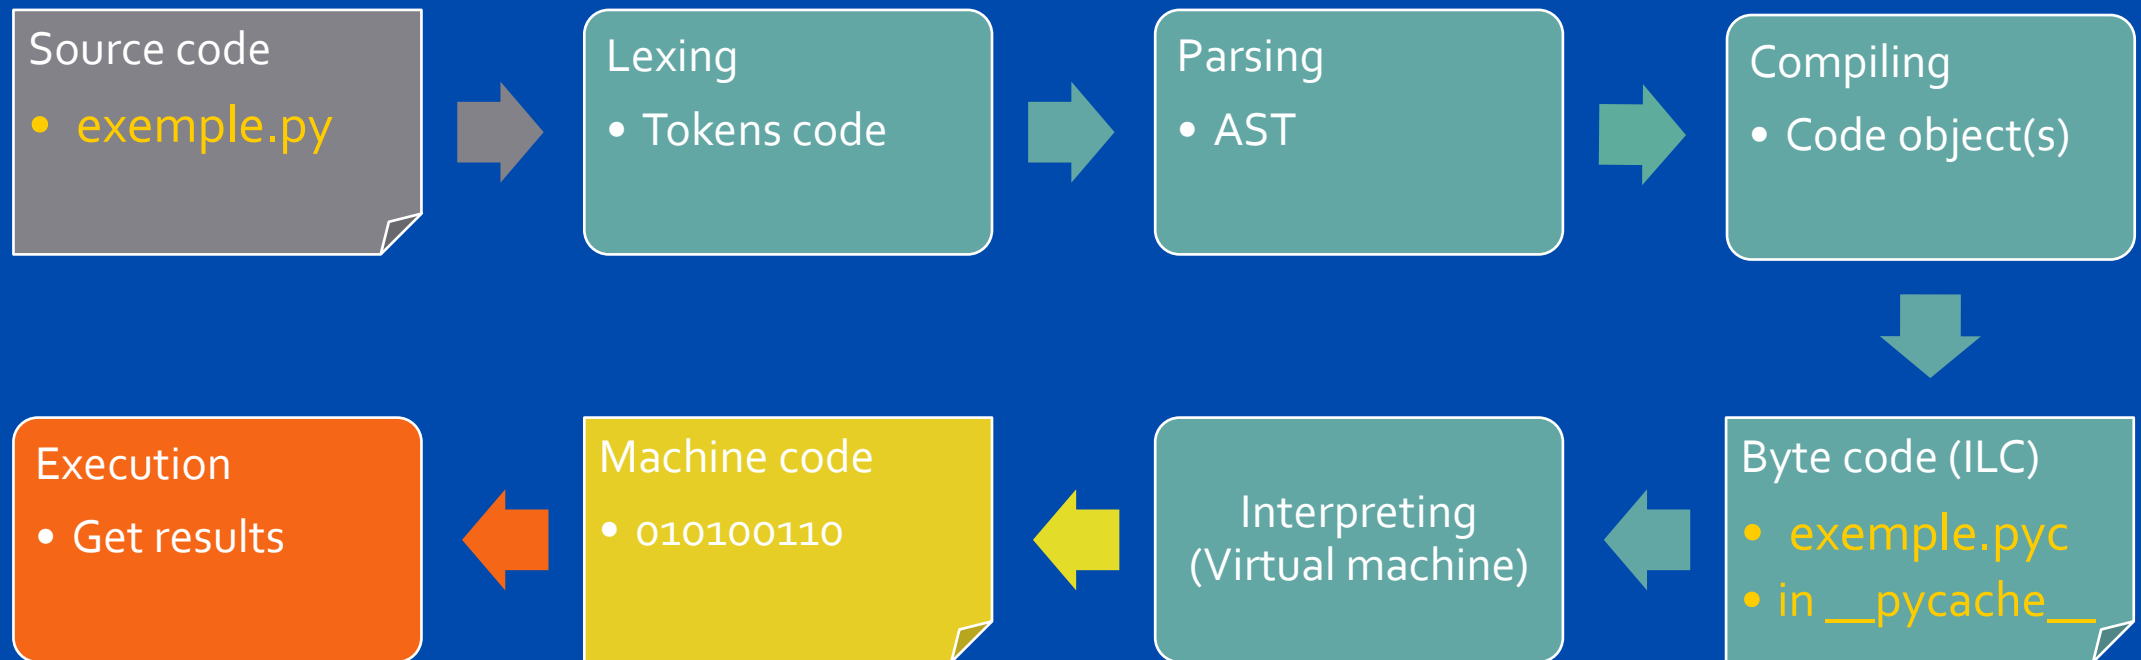 Source code
• exemple.py
Lexing
• Tokens code
Parsing
• AST
Compiling
• Code object(s)
Byte code (ILC)
• exemple.pyc
• in __pycache__
Interpreting
(Virtual machine)
Machine code
• 010100110
Execution
• Get results